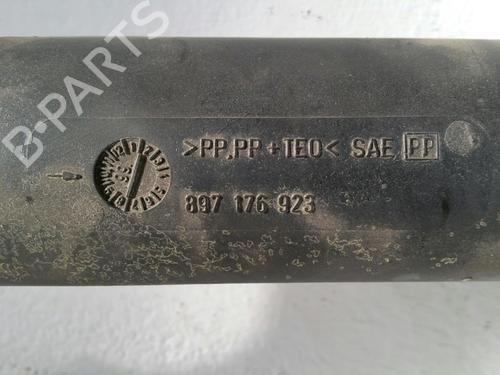 B-PARTS
>PP,PP+TEO< SAE PP
897 176 923